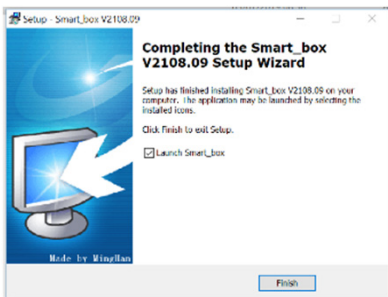 Setup - Smart_box V2108.09
Completing the Smart_box
V2108.09 Setup Wizard
Setup has finished installing Smart_box V2108.09 on your
computer. The application may be launched by selecting the
installed icons.
Click Finish to exit Setup.
Launch Smart_box
Made by MingHan
Finish